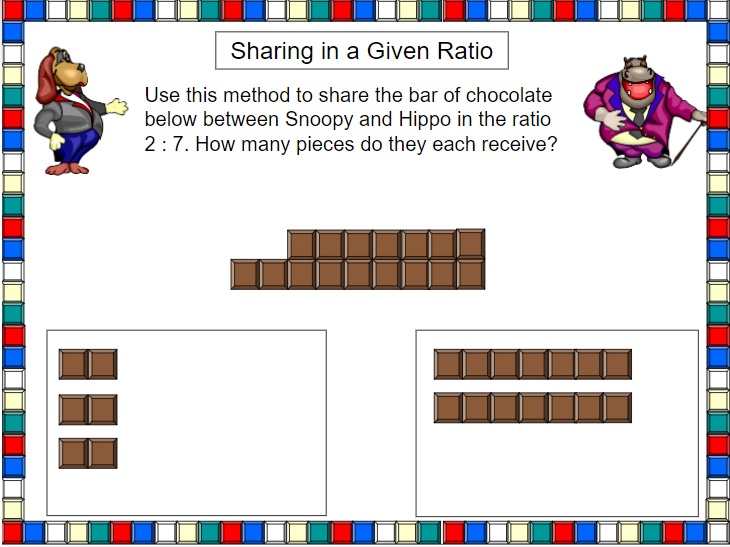 Sharing in a Given Ratio
Use this method to share the bar of chocolate
below between Snoopy and Hippo in the ratio
2 : 7. How many pieces do they each receive?